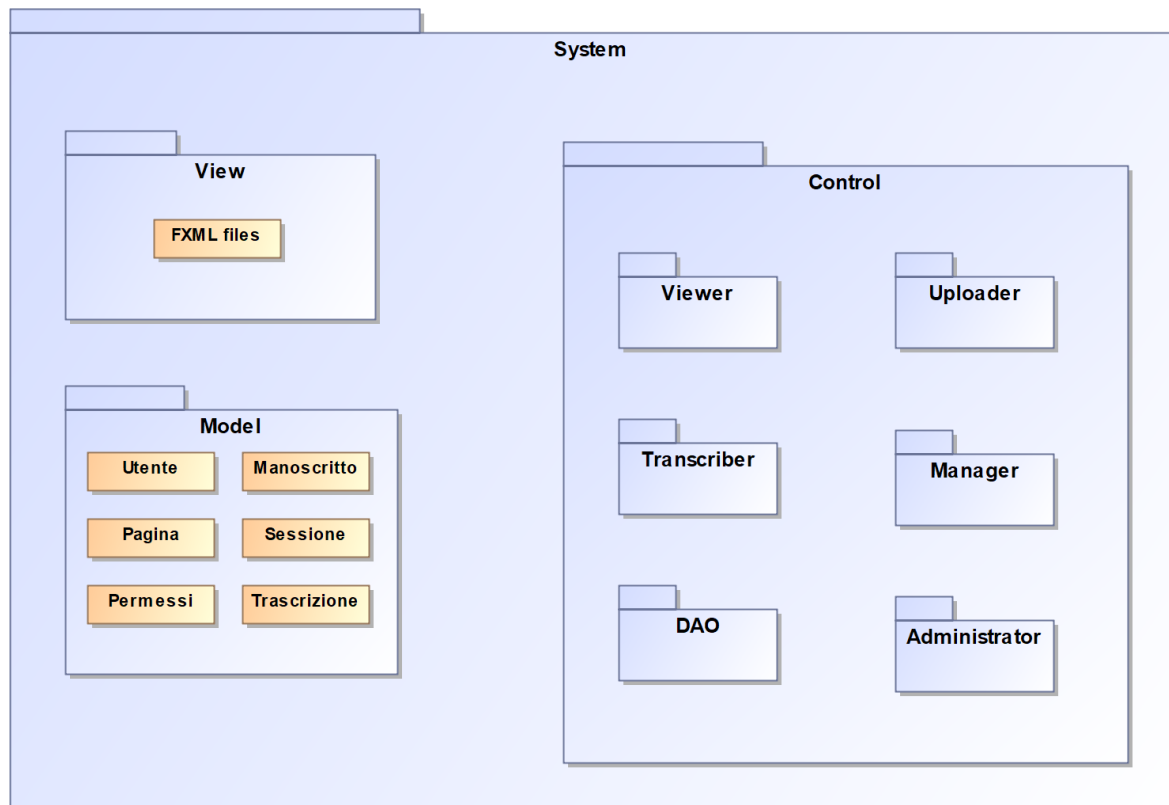 System
View
FXML files
Model
Utente
Manoscritto
Pagina
Sessione
Permessi
Trascrizione
Control
Viewer
Uploader
Transcriber
Manager
DAO
Administrator